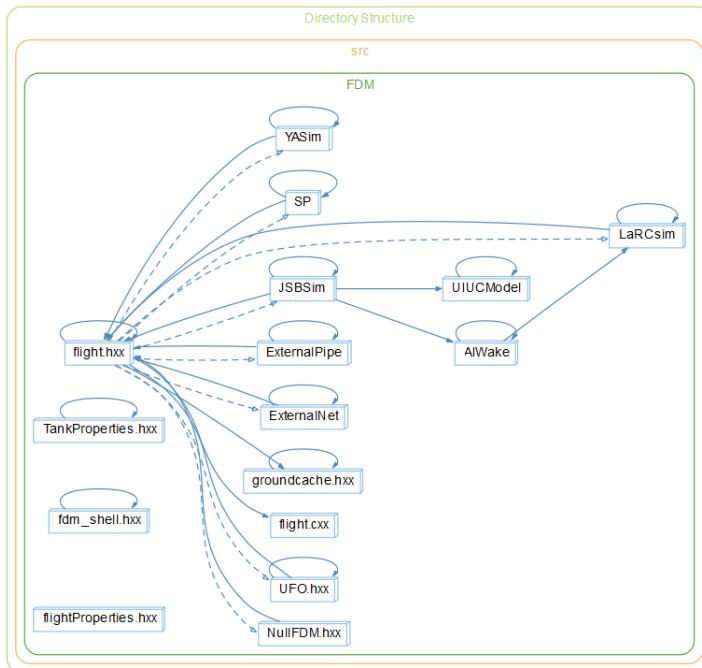 Directory Structure
src
FDM
YASim
SP
LaRCsim
JSBSim
UIUCModel
flight.hxx
ExternalPipe
AIWake
TankProperties.hxx
ExternalNet
groundcache.hxx
fdm_shell.hxx
flight.cxx
UFO.hxx
flightProperties.hxx
NullFDM.hxx